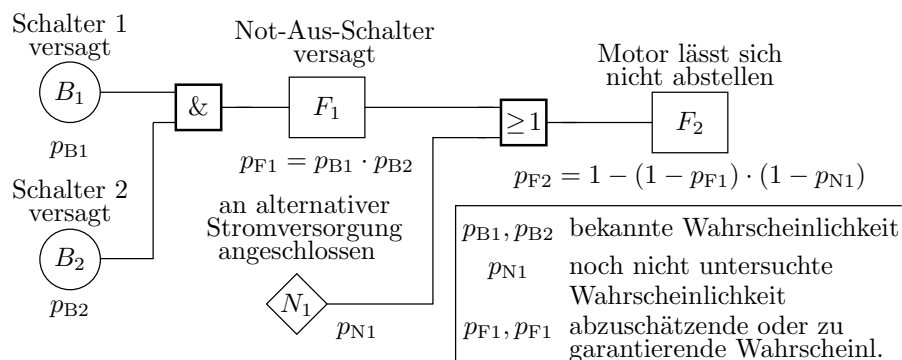 Schalter 1
versagt
B1
pB1
&
Not-Aus-Schalter
versagt
F1
pF1 = pB1 · pB2
≥1
Motor lässt sich
nicht abstellen
F2
pF2 = 1 − (1 − pF1) · (1 − pN1)
Schalter 2
versagt
B2
pB2
an alternativer
Stromversorgung
angeschlossen
N1
pN1
pB1, pB2 bekannte Wahrscheinlichkeit
pN1 noch nicht untersuchte
Wahrscheinlichkeit
pF1, pF1 abzuschätzende oder zu
garantierende Wahrscheinl.